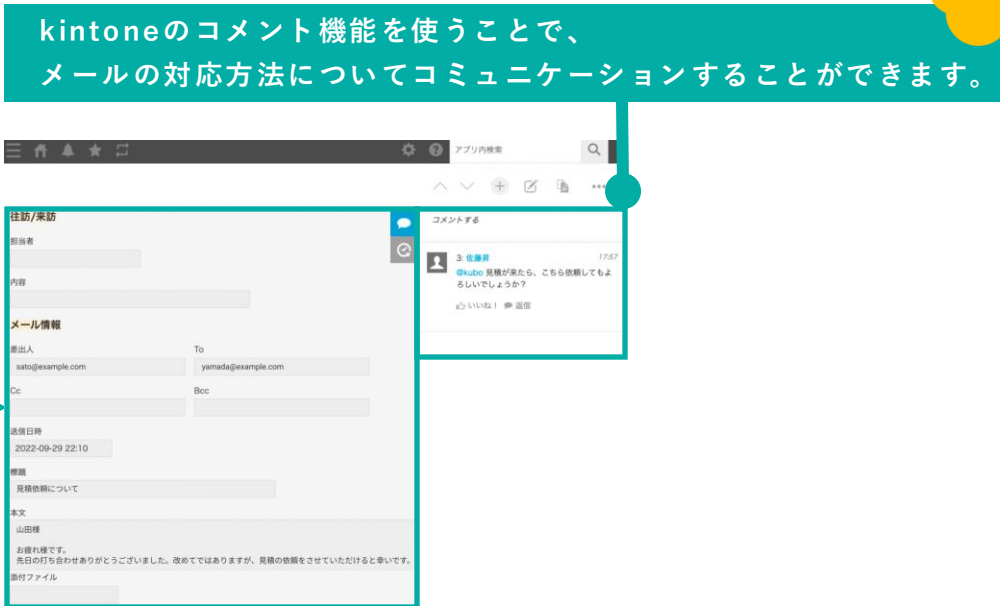 kintoneのコメント機能を使うことで、
メールの対応方法についてコミュニケーションすることができます。
アプリ内検索
往訪/来訪
担当者
内容
メール情報
差出人
To
sato@example.com
yamada@example.com
Cc
Bcc
送信日時
2022-09-29 22:10
標題
見積依頼について
本文
山田様
お疲れ様です。
先日の打ち合わせありがとうございました。改めてではありますが、見積の依頼をさせていただけると幸いです。
添付ファイル
コメントする
3: 佐藤昇
17:57
@kubo 見積が来たら、こちら依頼してもよ
ろしいでしょうか?
いいね! 返信